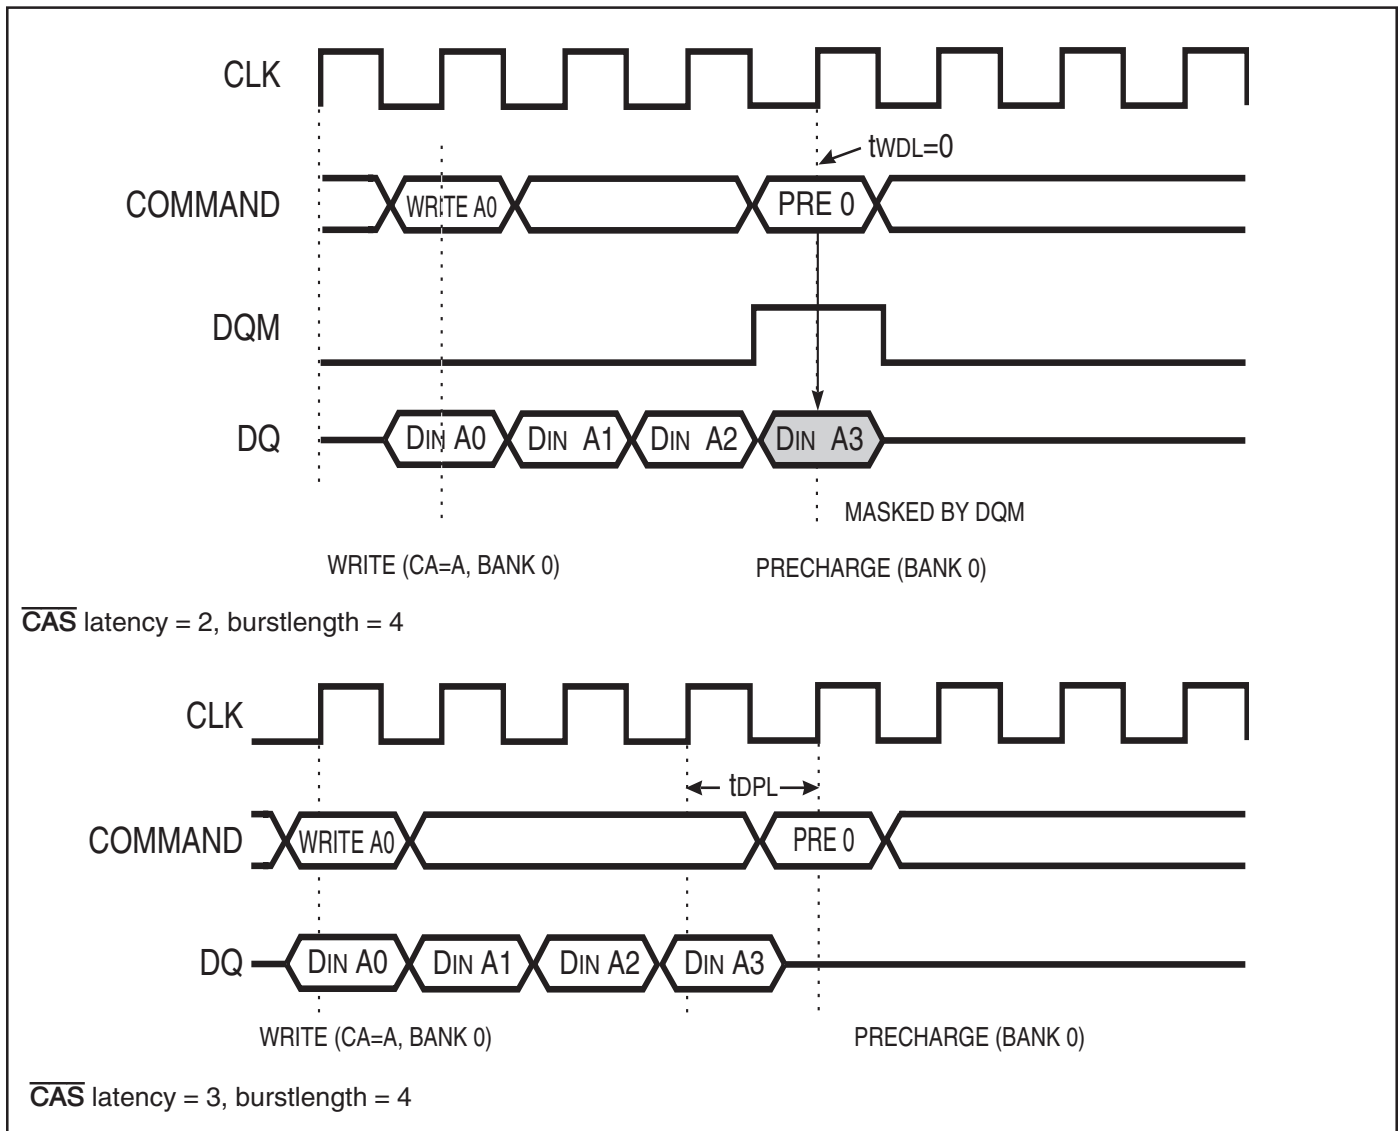 CLK
tWDL=0
COMMAND WRITE A0 PRE 0
DQM
DQ DIN A0 DIN A1 DIN A2 DIN A3
MASKED BY DQM
WRITE (CA=A, BANK 0) PRECHARGE (BANK 0)
C̅A̅S̅ latency = 2, burstlength = 4
CLK
tDPL
COMMAND WRITE A0 PRE 0
DQ DIN A0 DIN A1 DIN A2 DIN A3
WRITE (CA=A, BANK 0) PRECHARGE (BANK 0)
C̅A̅S̅ latency = 3, burstlength = 4